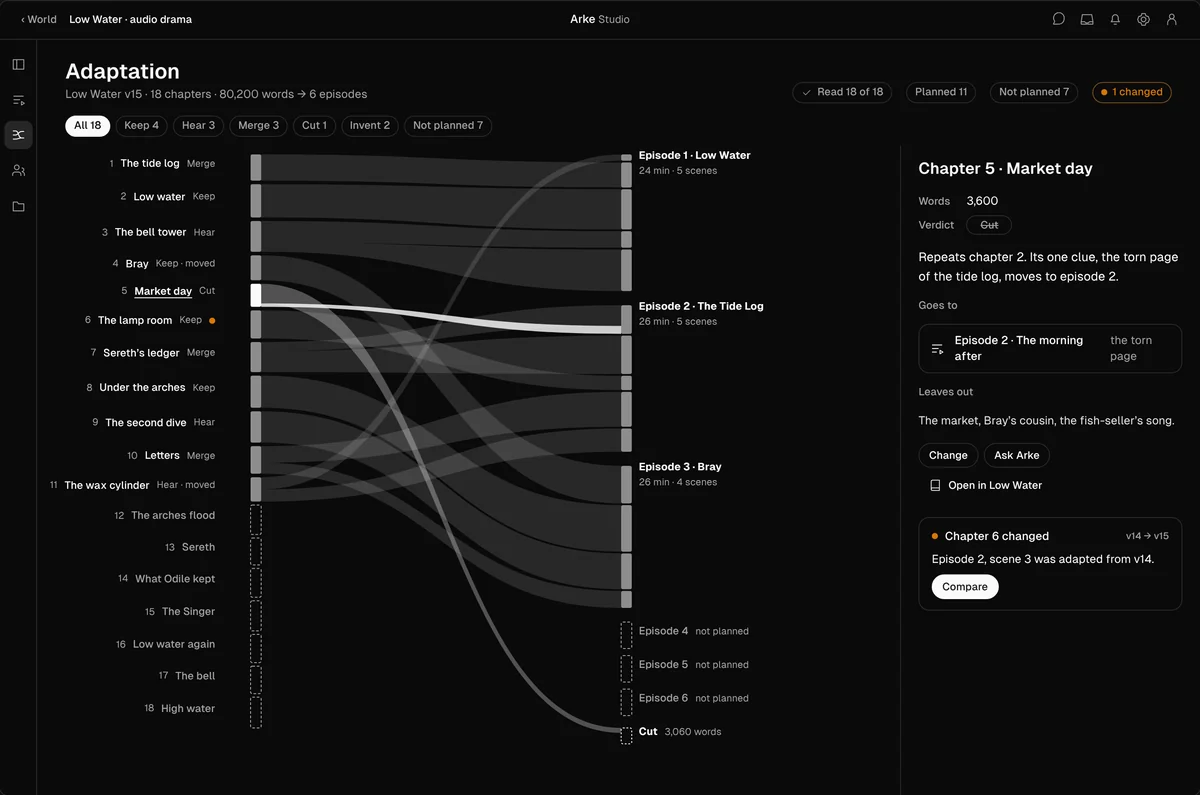 ‹ World Low Water · audio drama
Arke Studio
Adaptation
Low Water v15 · 18 chapters · 80,200 words → 6 episodes
Read 18 of 18
Planned 11
Not planned 7
1 changed
All 18
Keep 4
Hear 3
Merge 3
Cut 1
Invent 2
Not planned 7
1 The tide log Merge
2 Low water Keep
3 The bell tower Hear
4 Bray Keep · moved
5 Market day Cut
6 The lamp room Keep
7 Sereth's ledger Merge
8 Under the arches Keep
9 The second dive Hear
10 Letters Merge
11 The wax cylinder Hear · moved
12 The arches flood
13 Sereth
14 What Odile kept
15 The Singer
16 Low water again
17 The bell
18 High water
Episode 1 · Low Water
24 min · 5 scenes
Episode 2 · The Tide Log
26 min · 5 scenes
Episode 3 · Bray
26 min · 4 scenes
Episode 4 not planned
Episode 5 not planned
Episode 6 not planned
Cut 3,060 words
Chapter 5 · Market day
Words 3,600
Verdict Cut
Repeats chapter 2. Its one clue, the torn page
of the tide log, moves to episode 2.
Goes to
Episode 2 · The morning
after
the torn
page
Leaves out
The market, Bray's cousin, the fish-seller's song.
Change
Ask Arke
Open in Low Water
Chapter 6 changed v14 → v15
Episode 2, scene 3 was adapted from v14.
Compare